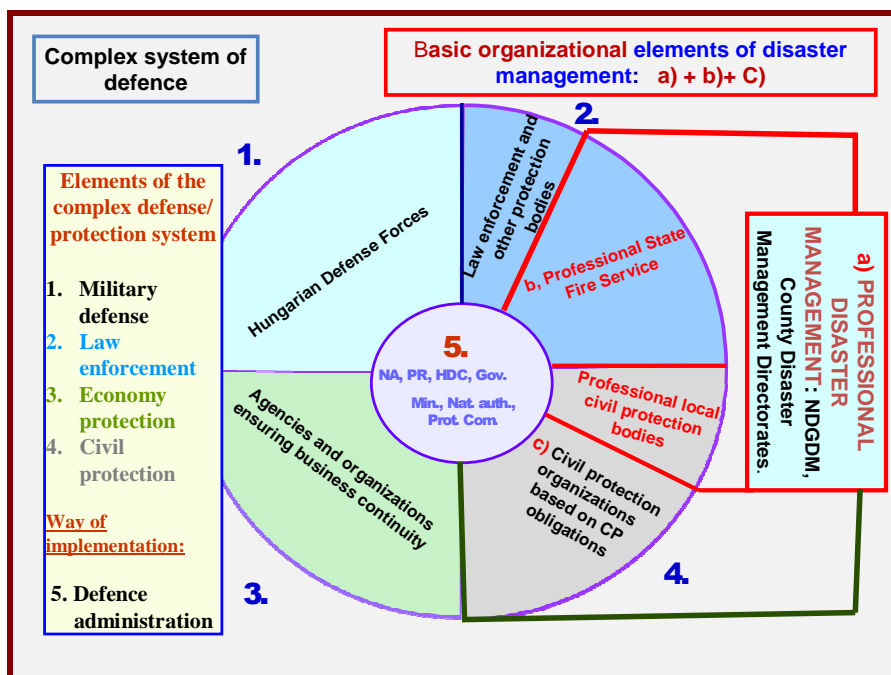 Complex system of
defence
Basic organizational elements of disaster
management: a) + b)+ C)
1.
2.
Elements of the
complex defense/
protection system
1. Military
defense
2. Law
enforcement
3. Economy
protection
4. Civil
protection
Way of
implementation:
5. Defence
administration
Hungarian Defense Forces
Law enforcement and
other protection
bodies
b, Professional State
Fire Service
5.
NA, PR, HDC, Gov.
Min., Nat. auth.,
Prot. Com.
Professional local
civil protection
bodies
c) Civil protection
organizations
based on CP
obligations
Agencies and organizations
ensuring business continuity
3.
4.
a) PROFESSIONAL
DISASTER
MANAGEMENT: NDGDM,
County Disaster
Management Directorates.